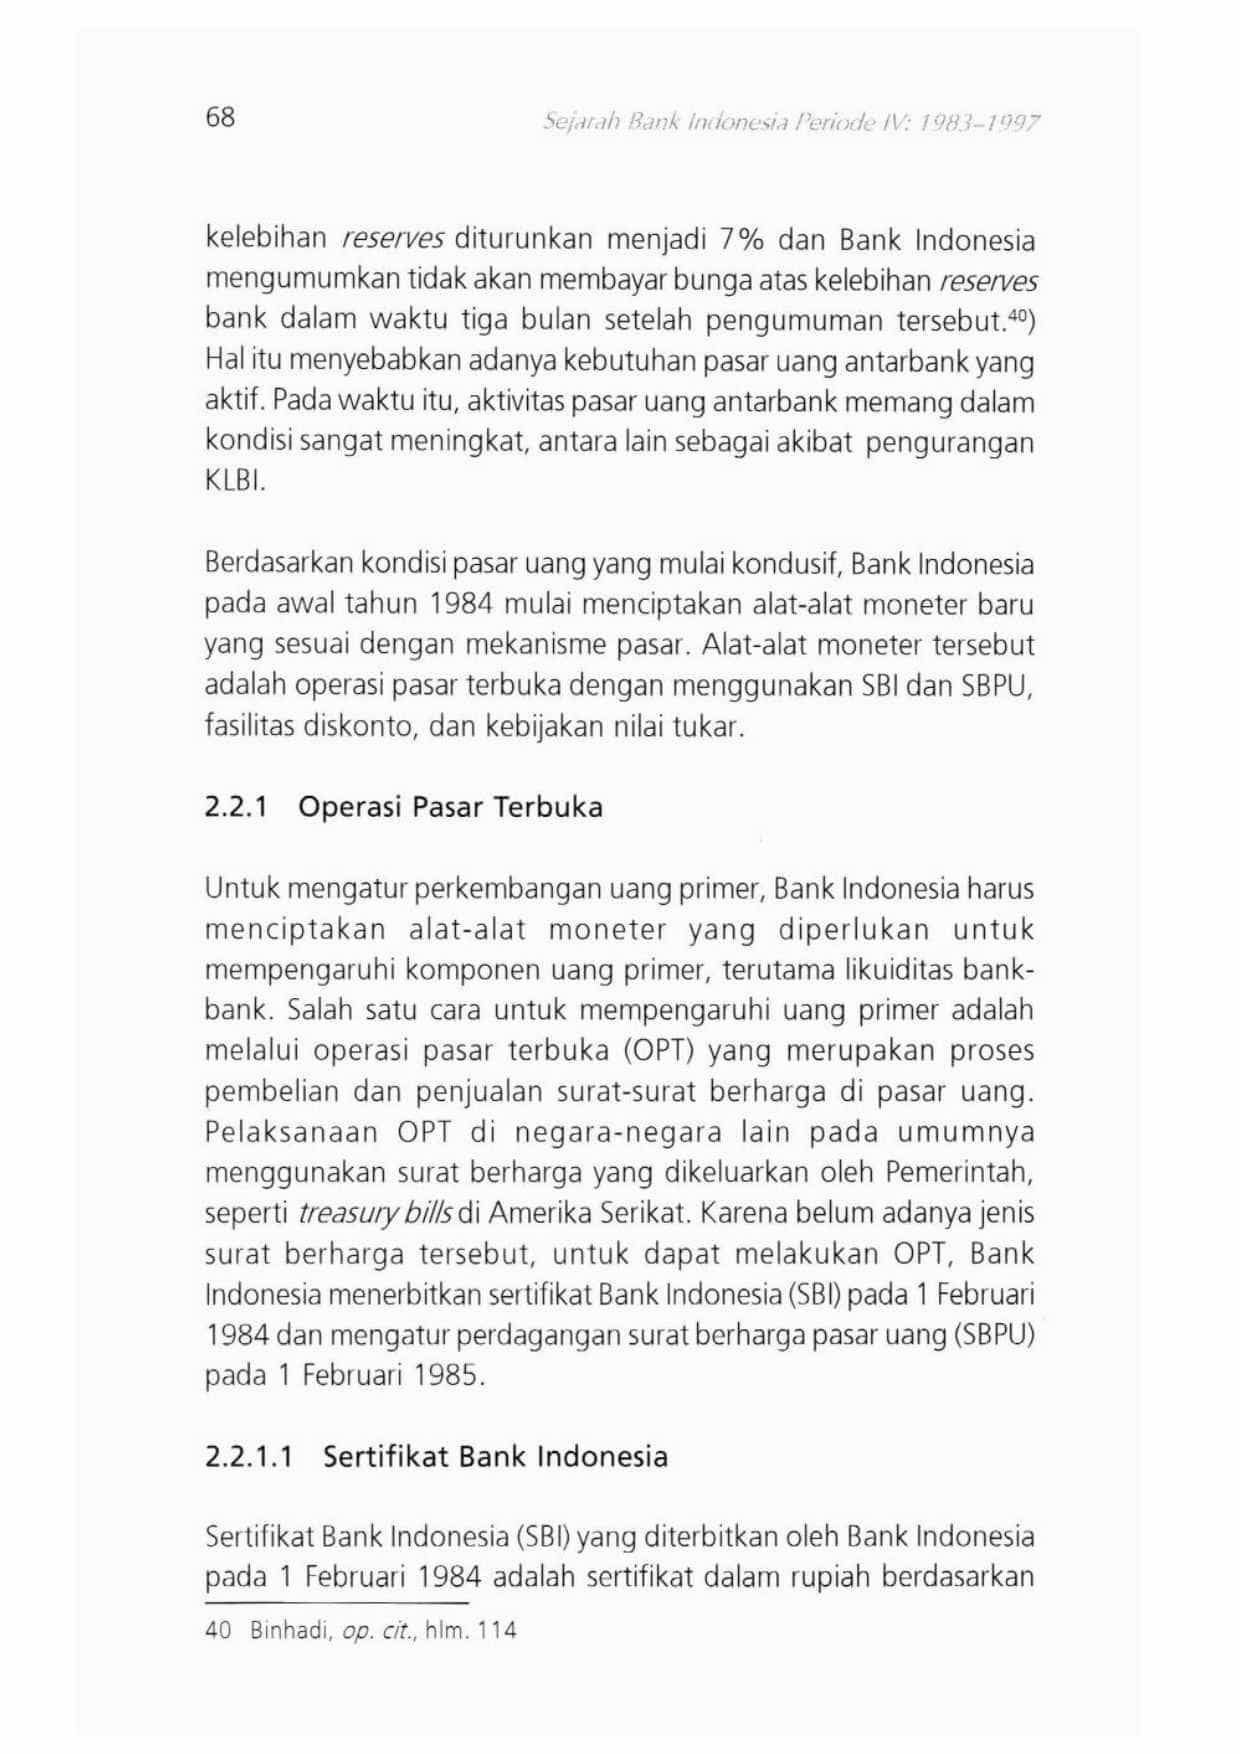 68
Sejarah Bank Indonesia Periode IV: 1983–1997
kelebihan reserves diturunkan menjadi 7% dan Bank Indonesia
mengumumkan tidak akan membayar bunga atas kelebihan reserves
bank dalam waktu tiga bulan setelah pengumuman tersebut.⁴⁰)
Hal itu menyebabkan adanya kebutuhan pasar uang antarbank yang
aktif. Pada waktu itu, aktivitas pasar uang antarbank memang dalam
kondisi sangat meningkat, antara lain sebagai akibat pengurangan
KLBI.
Berdasarkan kondisi pasar uang yang mulai kondusif, Bank Indonesia
pada awal tahun 1984 mulai menciptakan alat-alat moneter baru
yang sesuai dengan mekanisme pasar. Alat-alat moneter tersebut
adalah operasi pasar terbuka dengan menggunakan SBI dan SBPU,
fasilitas diskonto, dan kebijakan nilai tukar.
2.2.1 Operasi Pasar Terbuka
Untuk mengatur perkembangan uang primer, Bank Indonesia harus
menciptakan alat-alat moneter yang diperlukan untuk
mempengaruhi komponen uang primer, terutama likuiditas bank-
bank. Salah satu cara untuk mempengaruhi uang primer adalah
melalui operasi pasar terbuka (OPT) yang merupakan proses
pembelian dan penjualan surat-surat berharga di pasar uang.
Pelaksanaan OPT di negara-negara lain pada umumnya
menggunakan surat berharga yang dikeluarkan oleh Pemerintah,
seperti treasury bills di Amerika Serikat. Karena belum adanya jenis
surat berharga tersebut, untuk dapat melakukan OPT, Bank
Indonesia menerbitkan sertifikat Bank Indonesia (SBI) pada 1 Februari
1984 dan mengatur perdagangan surat berharga pasar uang (SBPU)
pada 1 Februari 1985.
2.2.1.1 Sertifikat Bank Indonesia
Sertifikat Bank Indonesia (SBI) yang diterbitkan oleh Bank Indonesia
pada 1 Februari 1984 adalah sertifikat dalam rupiah berdasarkan
40 Binhadi, op. cit., hlm. 114